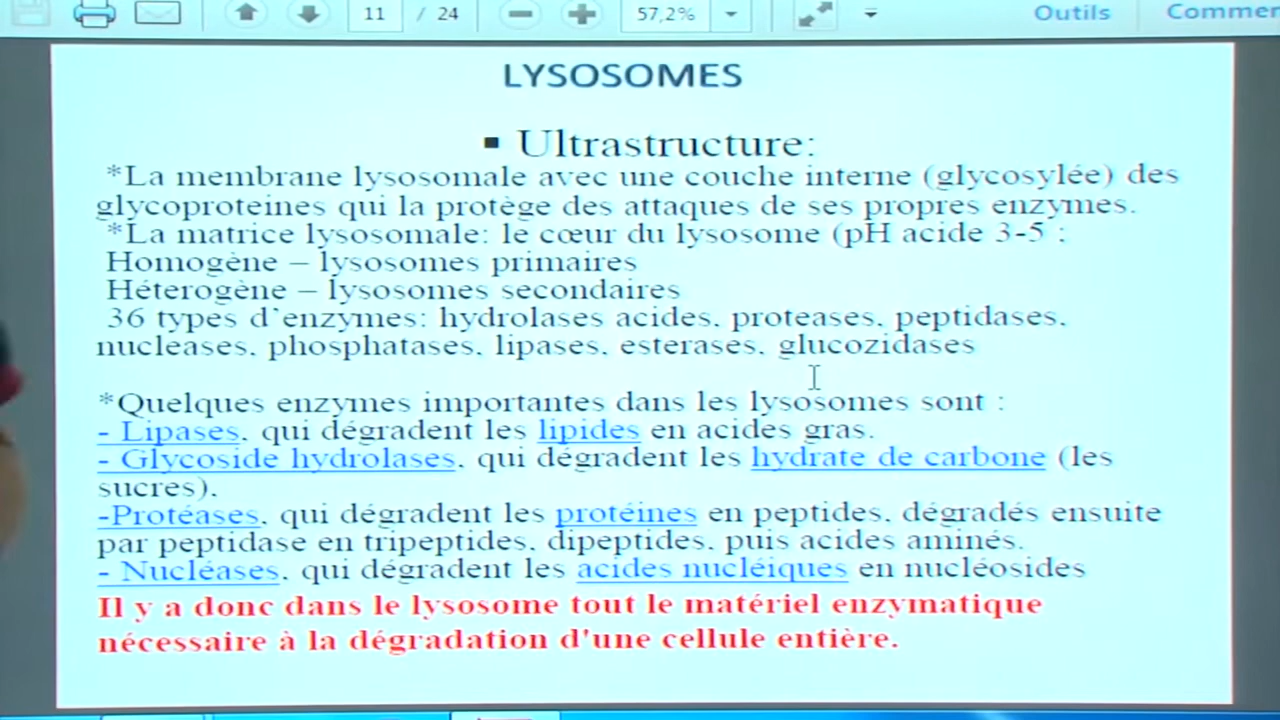 11 / 24
57,2%
Outils
Commen
LYSOSOMES
▪ Ultrastructure:
*La membrane lysosomale avec une couche interne (glycosylée) des
glycoproteines qui la protège des attaques de ses propres enzymes.
*La matrice lysosomale: le cœur du lysosome (pH acide 3-5 :
Homogène – lysosomes primaires
Hétérogène – lysosomes secondaires
36 types d'enzymes: hydrolases acides, proteases, peptidases,
nucleases, phosphatases, lipases, esterases, glucozidases
*Quelques enzymes importantes dans les lysosomes sont :
- Lipases, qui dégradent les lipides en acides gras.
- Glycoside hydrolases, qui dégradent les hydrate de carbone (les
sucres),
-Protéases, qui dégradent les protéines en peptides, dégradés ensuite
par peptidase en tripeptides, dipeptides, puis acides aminés.
- Nucléases, qui dégradent les acides nucléiques en nucléosides
Il y a donc dans le lysosome tout le matériel enzymatique
nécessaire à la dégradation d'une cellule entière.